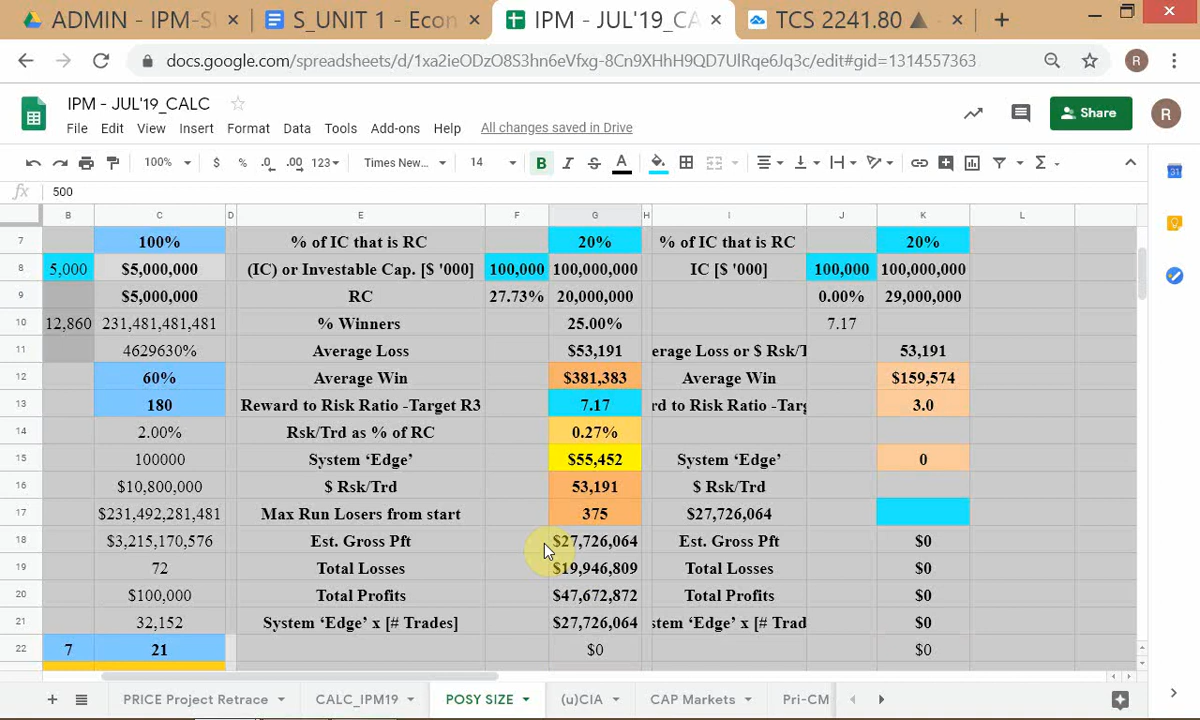 ADMIN - IPM-S × S_UNIT 1 - Econ × IPM - JUL'19_CA × TCS 2241.80 ▲ × +
docs.google.com/spreadsheets/d/1xa2ieODzO8S3hn6eVfxg-8Cn9XHhH9QD7UlRqe6Jq3c/edit#gid=1314557363 R
IPM - JUL'19_CALC
File Edit View Insert Format Data Tools Add-ons Help All changes saved in Drive
Share R
100% $ % .0 .00 123 Times New... 14 B I S A Σ
fx 500
B C D E F G H I J K L
7 100% % of IC that is RC 20% % of IC that is RC 20%
8 5,000 $5,000,000 (IC) or Investable Cap. [$ '000] 100,000 100,000,000 IC [$ '000] 100,000 100,000,000
9 $5,000,000 RC 27.73% 20,000,000 0.00% 29,000,000
10 12,860 231,481,481,481 % Winners 25.00% 7.17
11 4629630% Average Loss $53,191 erage Loss or $ Rsk/T 53,191
12 60% Average Win $381,383 Average Win $159,574
13 180 Reward to Risk Ratio -Target R3 7.17 rd to Risk Ratio -Targ 3.0
14 2.00% Rsk/Trd as % of RC 0.27%
15 100000 System ‘Edge’ $55,452 System ‘Edge’ 0
16 $10,800,000 $ Rsk/Trd 53,191 $ Rsk/Trd
17 $231,492,281,481 Max Run Losers from start 375 $27,726,064
18 $3,215,170,576 Est. Gross Pft $27,726,064 Est. Gross Pft $0
19 72 Total Losses $19,946,809 Total Losses $0
20 $100,000 Total Profits $47,672,872 Total Profits $0
21 32,152 System ‘Edge’ x [# Trades] $27,726,064 stem ‘Edge’ x [# Trad $0
22 7 21 $0 $0
+ PRICE Project Retrace CALC_IPM19 POSY SIZE (u)CIA CAP Markets Pri-CM
31